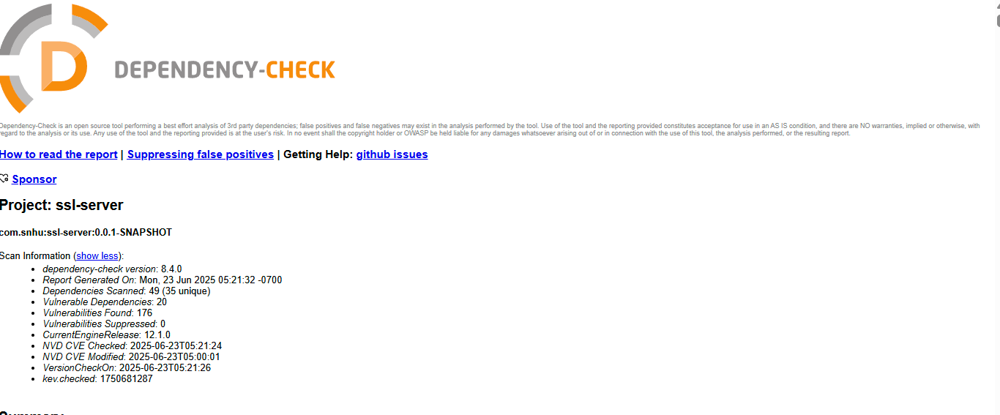 DEPENDENCY-CHECK
Dependency-Check is an open source tool performing a best effort analysis of 3rd party dependencies; false positives and false negatives may exist in the analysis performed by the tool. Use of the tool and the reporting provided constitutes acceptance for use in an AS IS condition, and there are NO warranties, implied or otherwise, with
regard to the analysis or its use. Any use of the tool and the reporting provided is at the user's risk. In no event shall the copyright holder or OWASP be held liable for any damages whatsoever arising out of or in connection with the use of this tool, the analysis performed, or the resulting report.
How to read the report | Suppressing false positives | Getting Help: github issues
Sponsor
Project: ssl-server
com.snhu:ssl-server:0.0.1-SNAPSHOT
Scan Information (show less):
• dependency-check version: 8.4.0
• Report Generated On: Mon, 23 Jun 2025 05:21:32 -0700
• Dependencies Scanned: 49 (35 unique)
• Vulnerable Dependencies: 20
• Vulnerabilities Found: 176
• Vulnerabilities Suppressed: 0
• CurrentEngineRelease: 12.1.0
• NVD CVE Checked: 2025-06-23T05:21:24
• NVD CVE Modified: 2025-06-23T05:00:01
• VersionCheckOn: 2025-06-23T05:21:26
• kev.checked: 1750681287